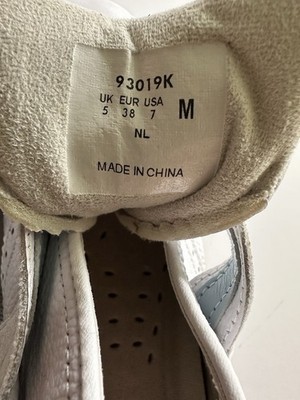 93019K
UK EUR USA M
5 38 7
NL
MADE IN CHINA